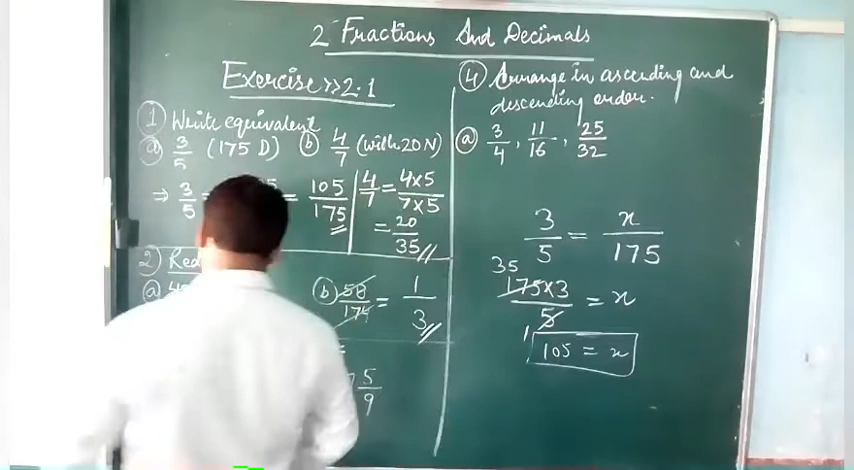 2 Fractions And Decimals
Exercise >> 2.1
① Write equivalent
ⓐ 3/5 (175 D) ⓑ 4/7 (with 20 N)
⇒ 3/5 = = 105/175
4/7 = 4×5/7×5
= 20/35
② Red
ⓐ
ⓑ 58/174 = 1/3
=
5/9
④ Arrange in ascending and
descending order.
ⓐ 3/4, 11/16, 25/32
3/5 = x/175
35
175×3/5 = x
1
105 = x